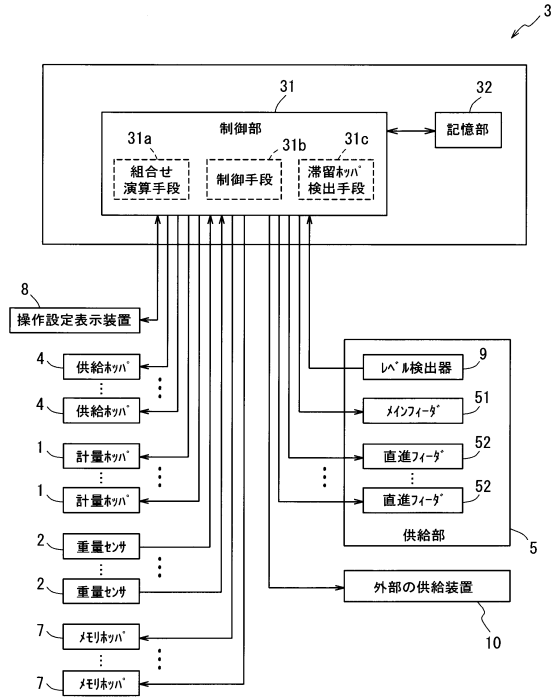 3
31
32
制御部
記憶部
31a
31b
31c
組合せ
演算手段
制御手段
滞留ﾎｯﾊﾟ
検出手段
8
操作設定表示装置
4
供給ﾎｯﾊﾟ
4
供給ﾎｯﾊﾟ
1
計量ﾎｯﾊﾟ
1
計量ﾎｯﾊﾟ
2
重量ｾﾝｻ
2
重量ｾﾝｻ
7
ﾒﾓﾘﾎｯﾊﾟ
7
ﾒﾓﾘﾎｯﾊﾟ
ﾚﾍﾞﾙ検出器
9
ﾒｲﾝﾌｨｰﾀﾞ
51
直進ﾌｨｰﾀﾞ
52
直進ﾌｨｰﾀﾞ
52
供給部
5
外部の供給装置
10